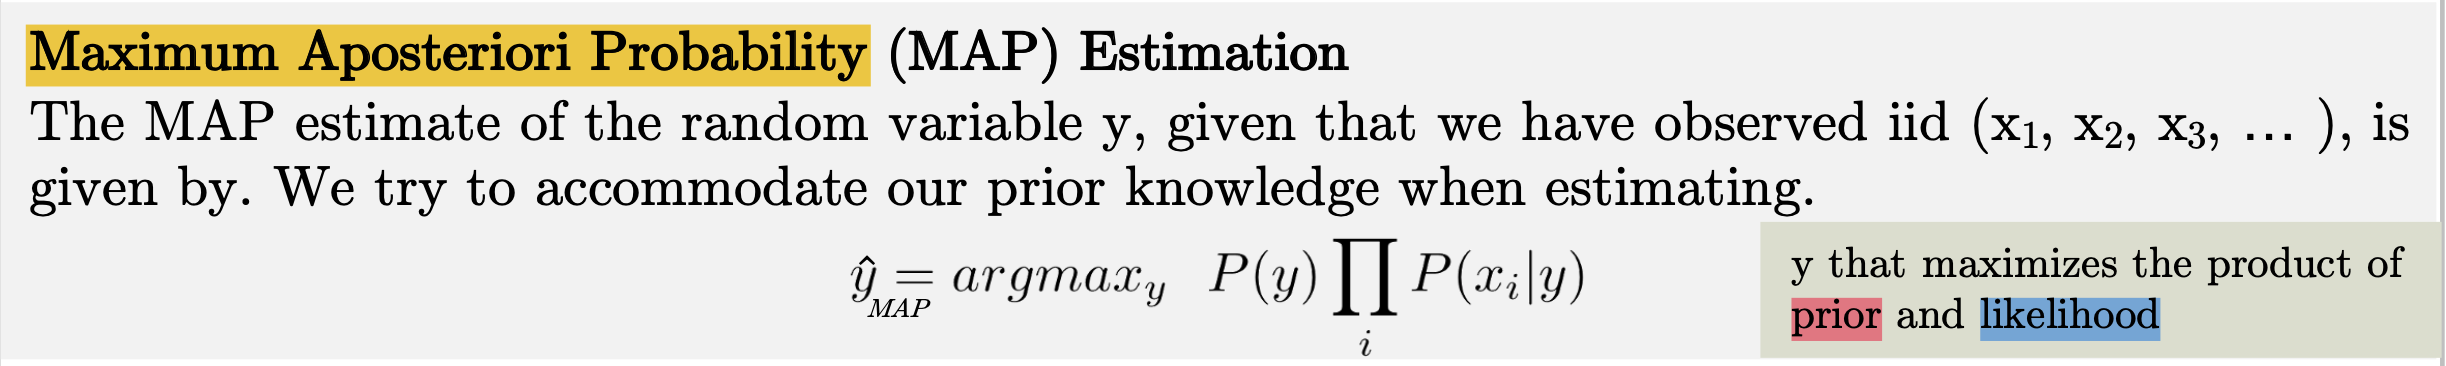 Maximum Aposteriori Probability (MAP) Estimation
The MAP estimate of the random variable y, given that we have observed iid (x₁, x₂, x₃, ... ), is
given by. We try to accommodate our prior knowledge when estimating.
ŷ_MAP = argmax_y P(y) ∏_i P(x_i|y)
y that maximizes the product of
prior and likelihood